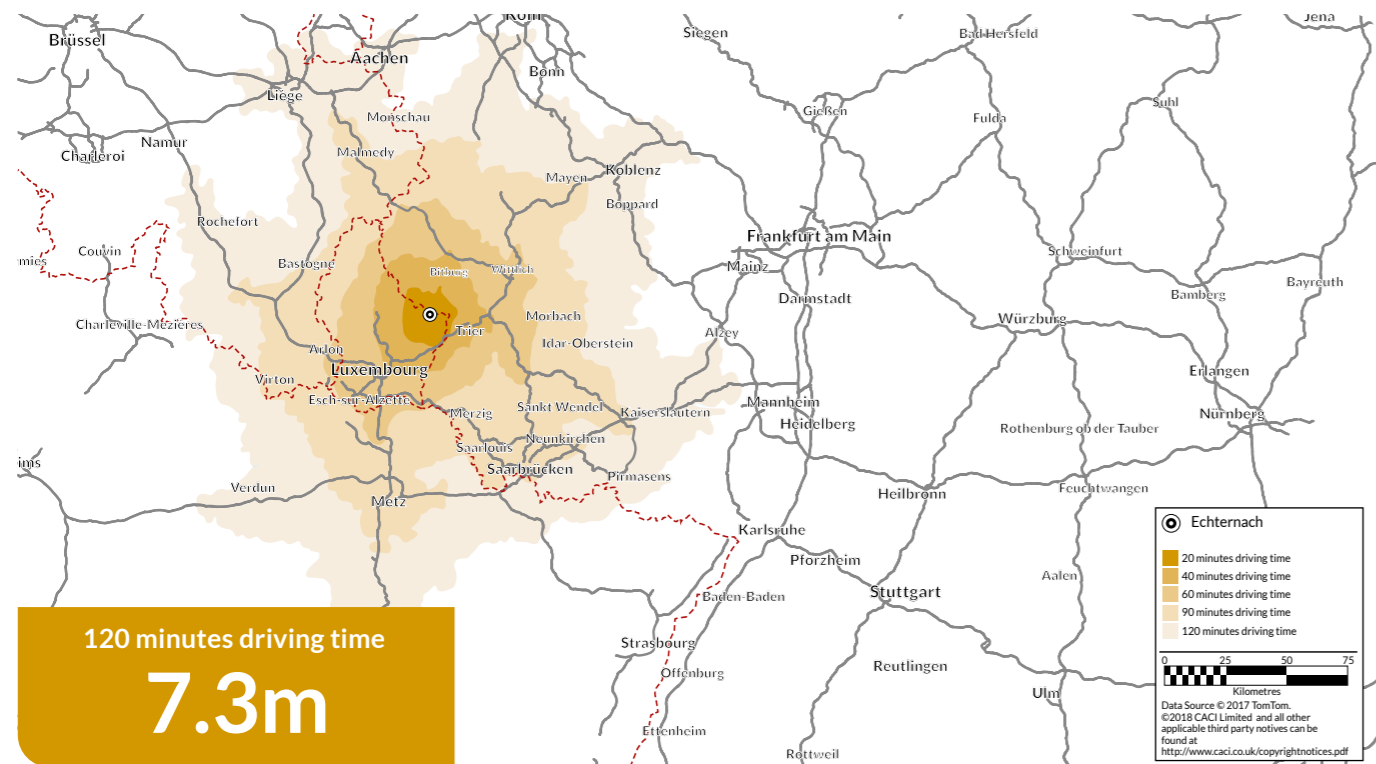 Köln
Jena
Brüssel
Siegen
Bad Hersfeld
Aachen
Bonn
Liège
Suhl
Gießen
Monschau
Fulda
Namur
Malmedy
Charleroi
Koblenz
Mayen
Boppard
Rochefort
Frankfurt am Main
Couvin
Schweinfurt
mies
Bastogne
Bitburg
Wittlich
Mainz
Bayreuth
Bamberg
Darmstadt
Morbach
Würzburg
Charleville-Mézières
Trier
Alzey
Idar-Oberstein
Arlon
Luxembourg
Erlangen
Virton
Esch-sur-Alzette
Mannheim
Sankt Wendel
Merzig
Kaiserslautern
Nürnberg
Heidelberg
Rothenburg ob der Tauber
Neunkirchen
Saarlouis
ims
Saarbrücken
Pirmasens
Verdun
Feuchtwangen
Heilbronn
Metz
Karlsruhe
Pforzheim
Aalen
Stuttgart
Baden-Baden
Strasbourg
Reutlingen
Offenburg
Ulm
Ettenheim
Rottweil
120 minutes driving time
7.3m
Echternach
20 minutes driving time
40 minutes driving time
60 minutes driving time
90 minutes driving time
120 minutes driving time
0 25 50 75
Kilometres
Data Source © 2017 TomTom.
©2018 CACI Limited and all other
applicable third party notives can be
found at
http://www.caci.co.uk/copyrightnotices.pdf